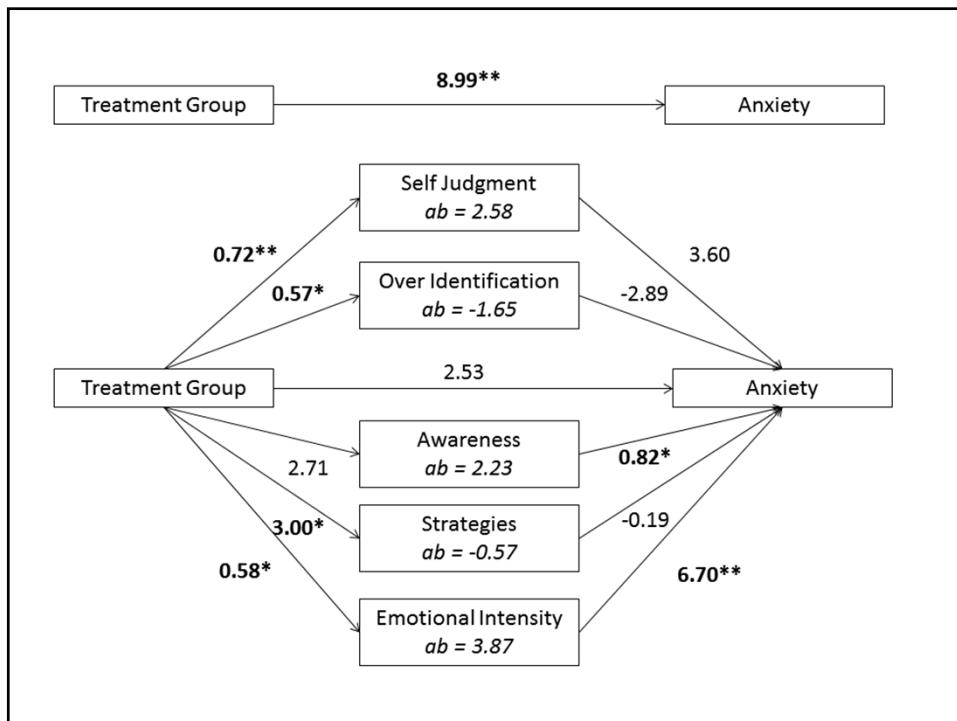 8.99**
Treatment Group
Anxiety
Self Judgment
ab = 2.58
0.72**
3.60
Over Identification
ab = -1.65
0.57*
-2.89
2.53
Treatment Group
Anxiety
Awareness
ab = 2.23
0.82*
2.71
Strategies
ab = -0.57
3.00*
-0.19
0.58*
6.70**
Emotional Intensity
ab = 3.87